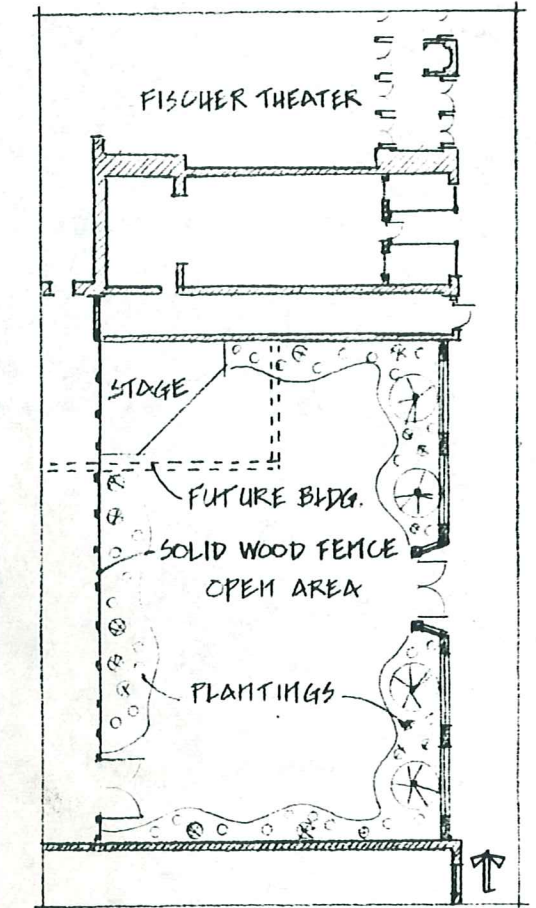 FISCHER THEATER
STAGE
FUTURE BLDG.
SOLID WOOD FENCE
OPEN AREA
PLANTINGS